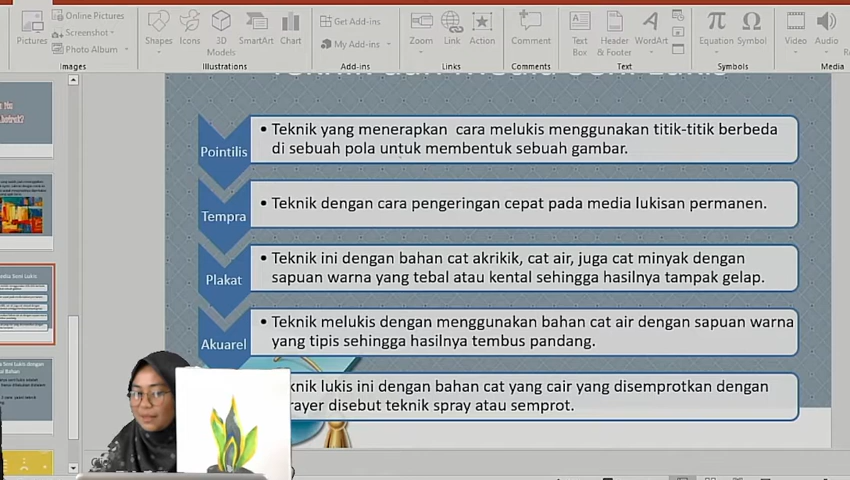 Online Pictures
Screenshot
Photo Album
Pictures
Shapes
Icons
3D
Models
SmartArt
Chart
Get Add-ins
My Add-ins
Zoom
Link
Action
Comment
Text
Box
Header
& Footer
WordArt
Equation
Symbol
Video
Audio
Images
Illustrations
Add-ins
Links
Comments
Text
Symbols
Media
Pointilis
• Teknik yang menerapkan cara melukis menggunakan titik-titik berbeda
di sebuah pola untuk membentuk sebuah gambar.
Tempra
• Teknik dengan cara pengeringan cepat pada media lukisan permanen.
Plakat
• Teknik ini dengan bahan cat akrikik, cat air, juga cat minyak dengan
sapuan warna yang tebal atau kental sehingga hasilnya tampak gelap.
Akuarel
• Teknik melukis dengan menggunakan bahan cat air dengan sapuan warna
yang tipis sehingga hasilnya tembus pandang.
knik lukis ini dengan bahan cat yang cair yang disemprotkan dengan
rayer disebut teknik spray atau semprot.